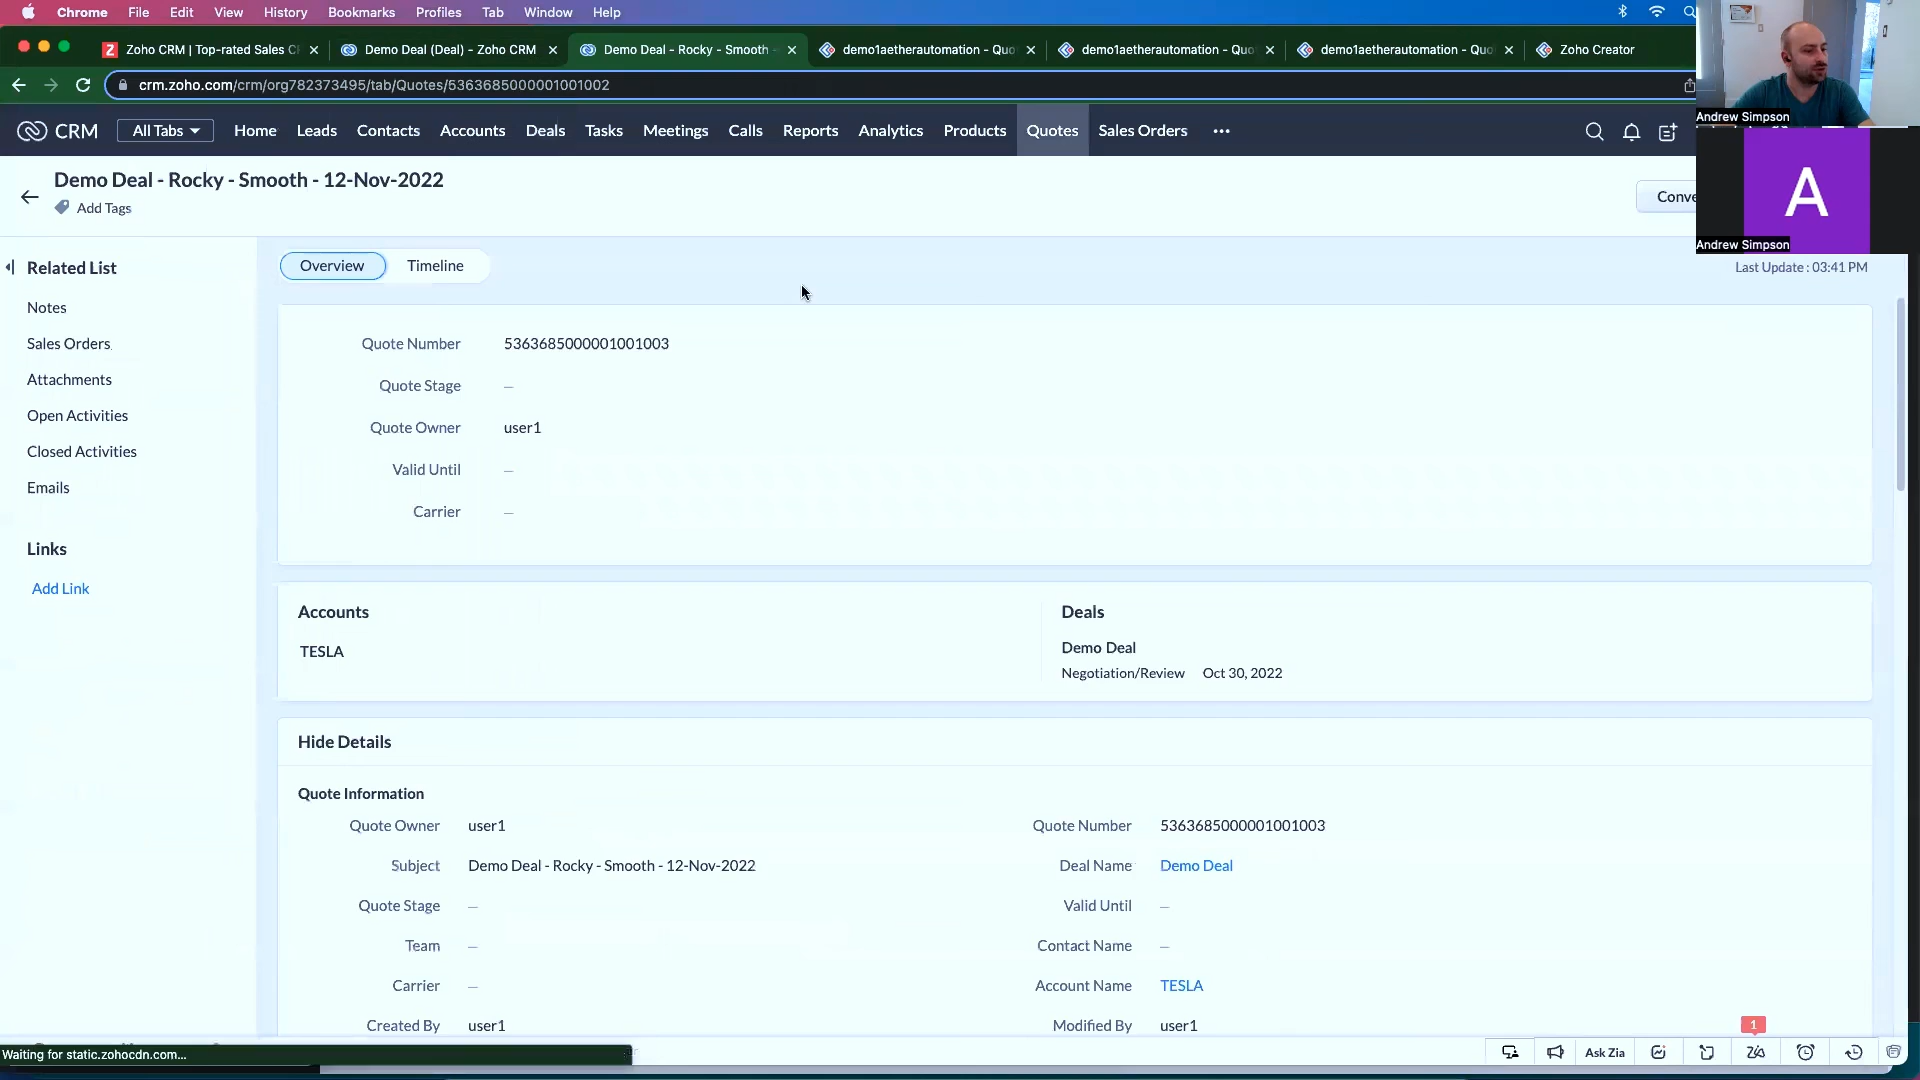 Chrome File Edit View History Bookmarks Profiles Tab Window Help
Zoho CRM | Top-rated Sales C
Demo Deal (Deal) - Zoho CRM
Demo Deal - Rocky - Smooth -
demo1aetherautomation - Quo
demo1aetherautomation - Quo
demo1aetherautomation - Quo
Zoho Creator
crm.zoho.com/crm/org782373495/tab/Quotes/5363685000001001002
CRM All Tabs Home Leads Contacts Accounts Deals Tasks Meetings Calls Reports Analytics Products Quotes Sales Orders
Andrew Simpson
A
Andrew Simpson
Demo Deal - Rocky - Smooth - 12-Nov-2022
Add Tags
Conve
Related List
Notes
Sales Orders
Attachments
Open Activities
Closed Activities
Emails
Links
Add Link
Overview Timeline
Last Update : 03:41 PM
Quote Number 5363685000001001003
Quote Stage —
Quote Owner user1
Valid Until —
Carrier —
Accounts
TESLA
Deals
Demo Deal
Negotiation/Review Oct 30, 2022
Hide Details
Quote Information
Quote Owner user1 Quote Number 5363685000001001003
Subject Demo Deal - Rocky - Smooth - 12-Nov-2022 Deal Name Demo Deal
Quote Stage — Valid Until —
Team — Contact Name —
Carrier — Account Name TESLA
Created By user1 Modified By user1
1
Waiting for static.zohocdn.com...
Ask Zia